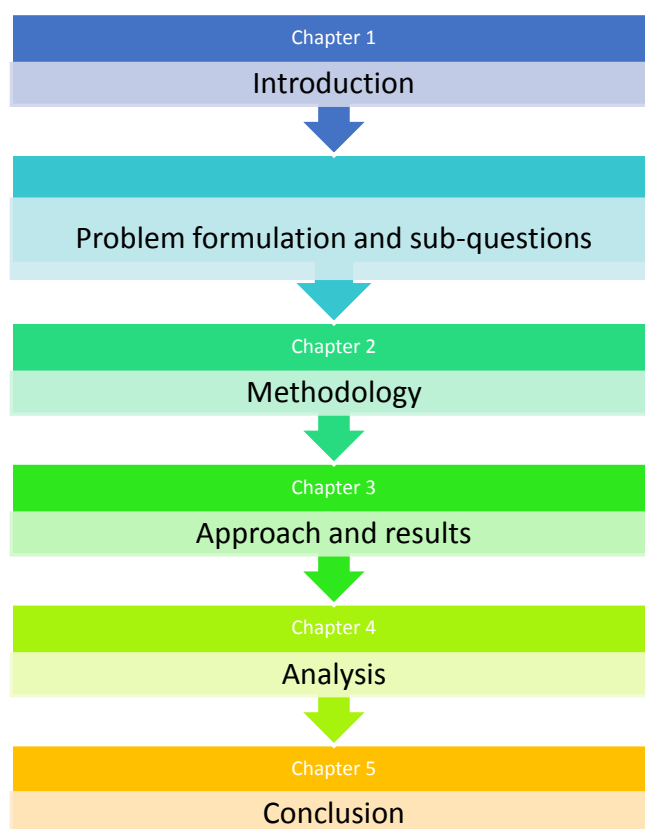 Chapter 1
Introduction
Problem formulation and sub-questions
Chapter 2
Methodology
Chapter 3
Approach and results
Chapter 4
Analysis
Chapter 5
Conclusion